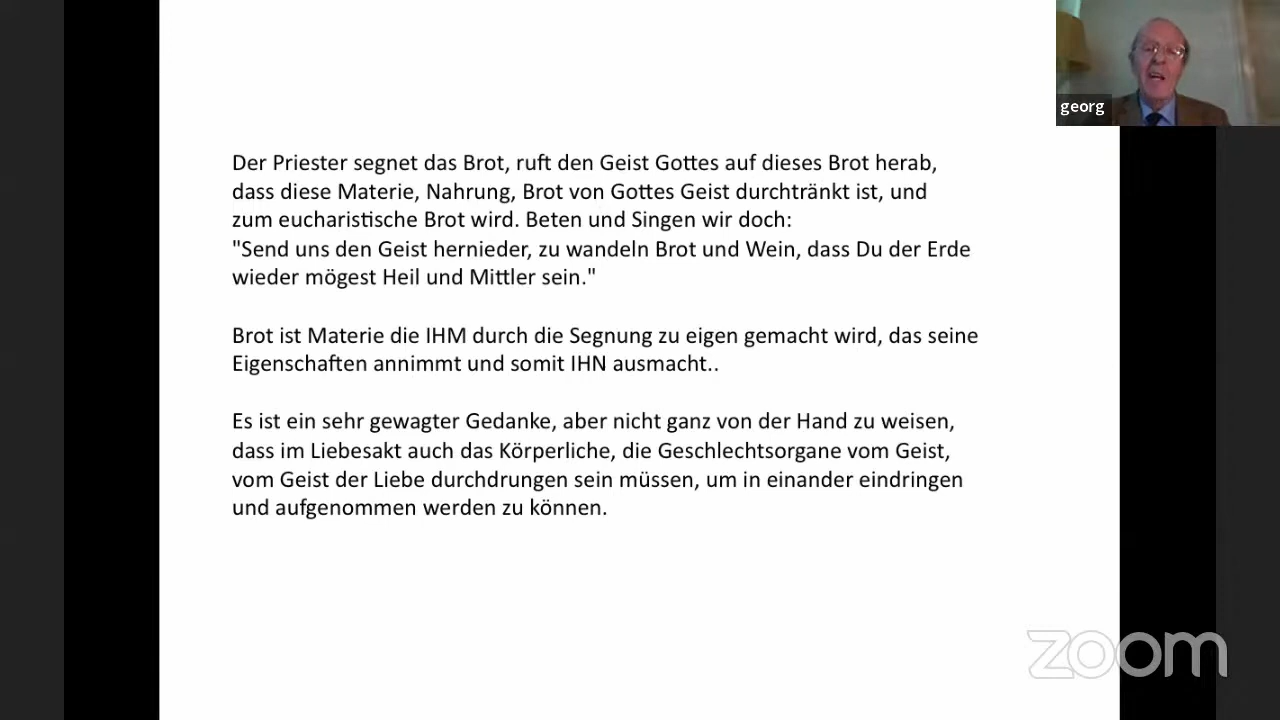 georg
Der Priester segnet das Brot, ruft den Geist Gottes auf dieses Brot herab,
dass diese Materie, Nahrung, Brot von Gottes Geist durchtränkt ist, und
zum eucharistische Brot wird. Beten und Singen wir doch:
"Send uns den Geist hernieder, zu wandeln Brot und Wein, dass Du der Erde
wieder mögest Heil und Mittler sein."
Brot ist Materie die IHM durch die Segnung zu eigen gemacht wird, das seine
Eigenschaften annimmt und somit IHN ausmacht..
Es ist ein sehr gewagter Gedanke, aber nicht ganz von der Hand zu weisen,
dass im Liebesakt auch das Körperliche, die Geschlechtsorgane vom Geist,
vom Geist der Liebe durchdrungen sein müssen, um in einander eindringen
und aufgenommen werden zu können.
zoom